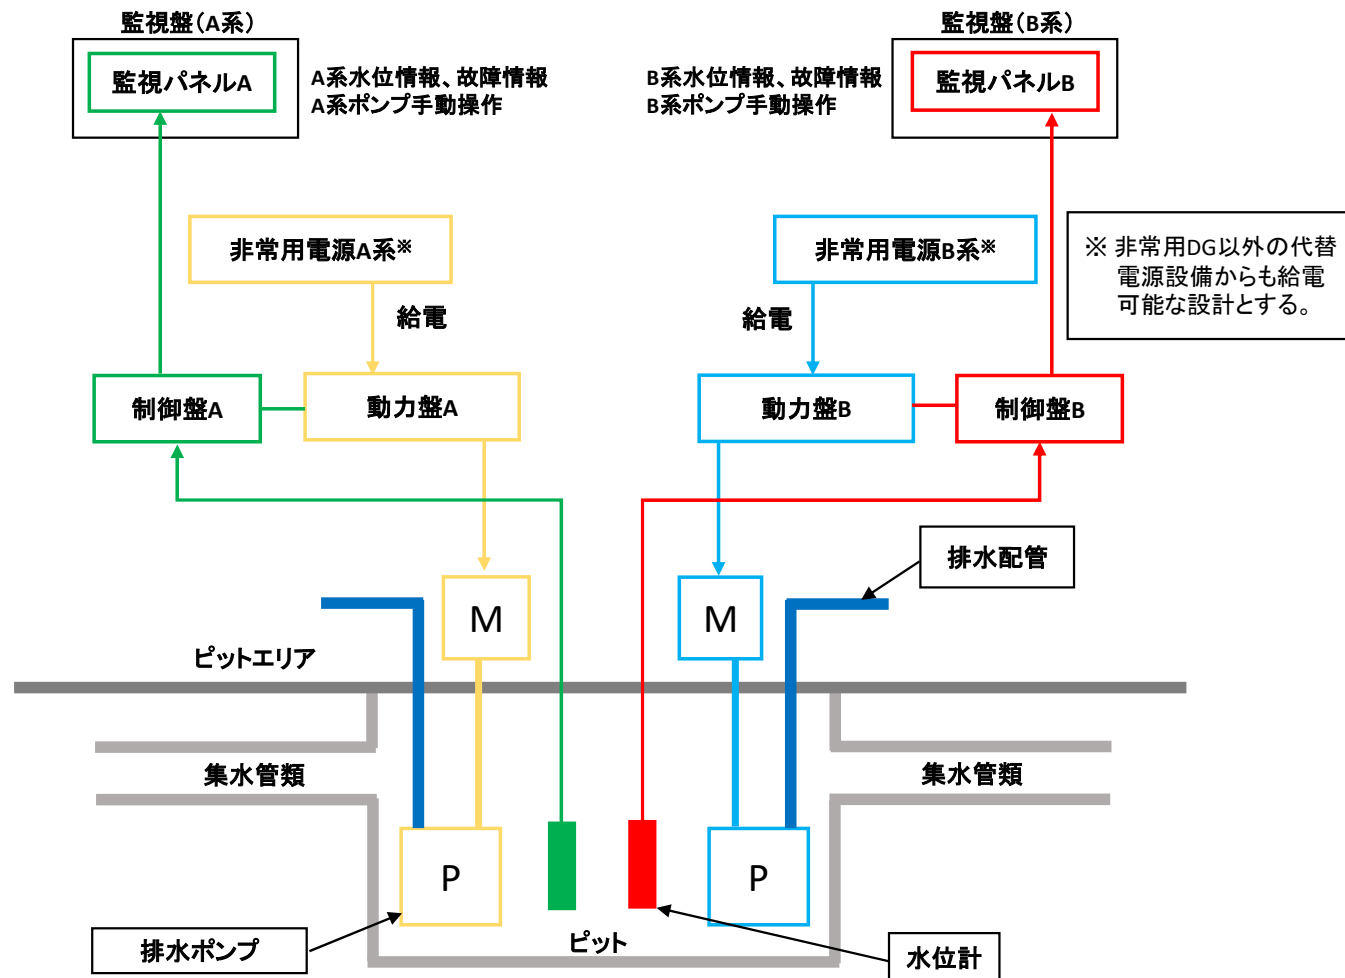 監視盤(A系)
監視盤(B系)
監視パネルA
A系水位情報、故障情報
A系ポンプ手動操作
B系水位情報、故障情報
B系ポンプ手動操作
監視パネルB
非常用電源A系※
非常用電源B系※
※ 非常用DG以外の代替
電源設備からも給電
可能な設計とする。
給電
給電
制御盤A
動力盤A
動力盤B
制御盤B
排水配管
M
M
ピットエリア
集水管類
集水管類
P
P
排水ポンプ
ピット
水位計